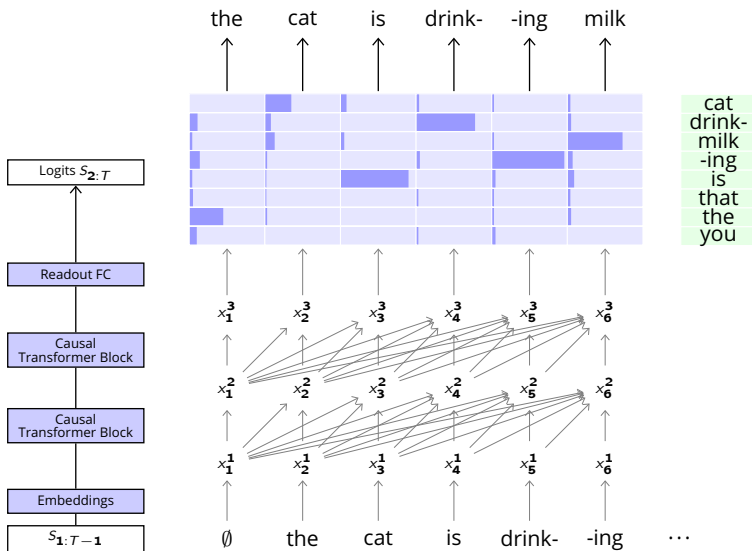 the cat is drink- -ing milk
cat
drink-
milk
-ing
is
that
the
you
Logits S₂:T
Readout FC
Causal
Transformer Block
Causal
Transformer Block
Embeddings
S₁:T−1
x₁³ x₂³ x₃³ x₄³ x₅³ x₆³
x₁² x₂² x₃² x₄² x₅² x₆²
x₁¹ x₂¹ x₃¹ x₄¹ x₅¹ x₆¹
∅ the cat is drink- -ing ...